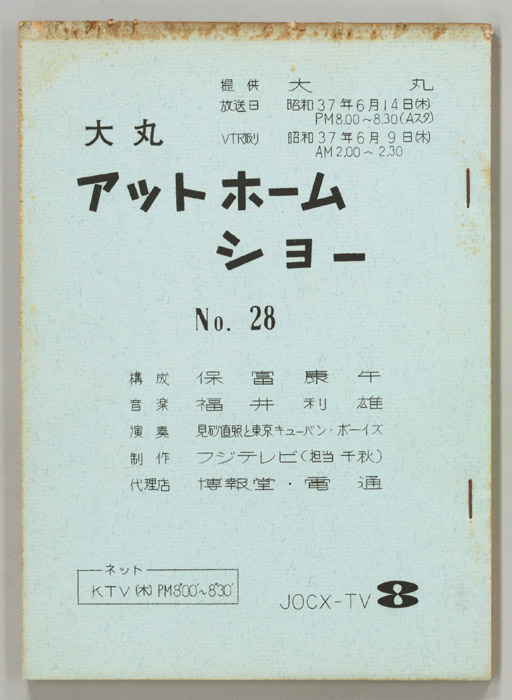 提供 大丸
放送日 昭和37年6月14日(木)
PM8.00～8.30(Aスタ)
VTR取り 昭和37年6月9日(木)
AM2.00～2.30
大丸
アットホーム
ショー
No. 28
構成 保富康午
音楽 福井利雄
演奏 見砂直照と東京キューバン・ボーイズ
制作 フジテレビ(担当 千秋)
代理店 博報堂・電通
ネット
KTV(木)PM8°00'～8°30'
JOCX-TV 8